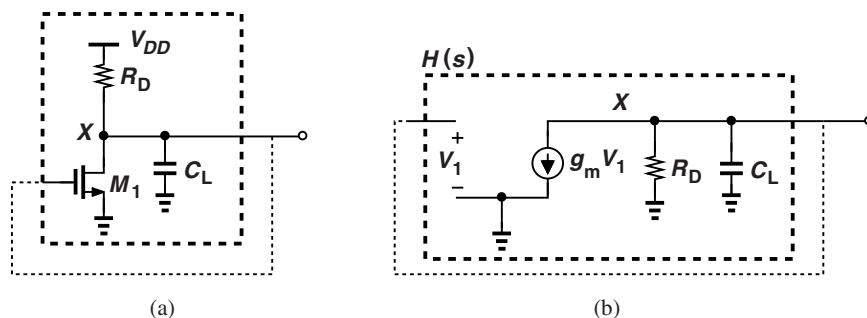 V_DD
R_D
X
C_L
M_1
(a)
H(s)
X
+
V_1
−
g_m V_1
R_D
C_L
(b)